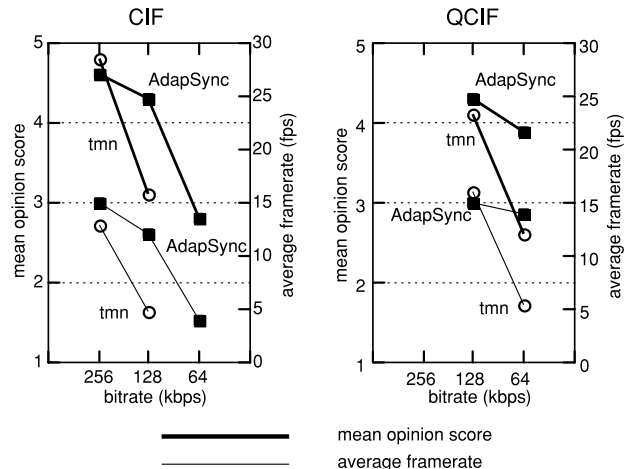 CIF
QCIF
5
4
3
2
1
mean opinion score
30
25
20
15
10
5
0
average framerate (fps)
AdapSync
tmn
AdapSync
tmn
256
128
64
bitrate (kbps)
5
4
3
2
1
mean opinion score
30
25
20
15
10
5
0
average framerate (fps)
AdapSync
tmn
AdapSync
tmn
256
128
64
bitrate (kbps)
mean opinion score
average framerate